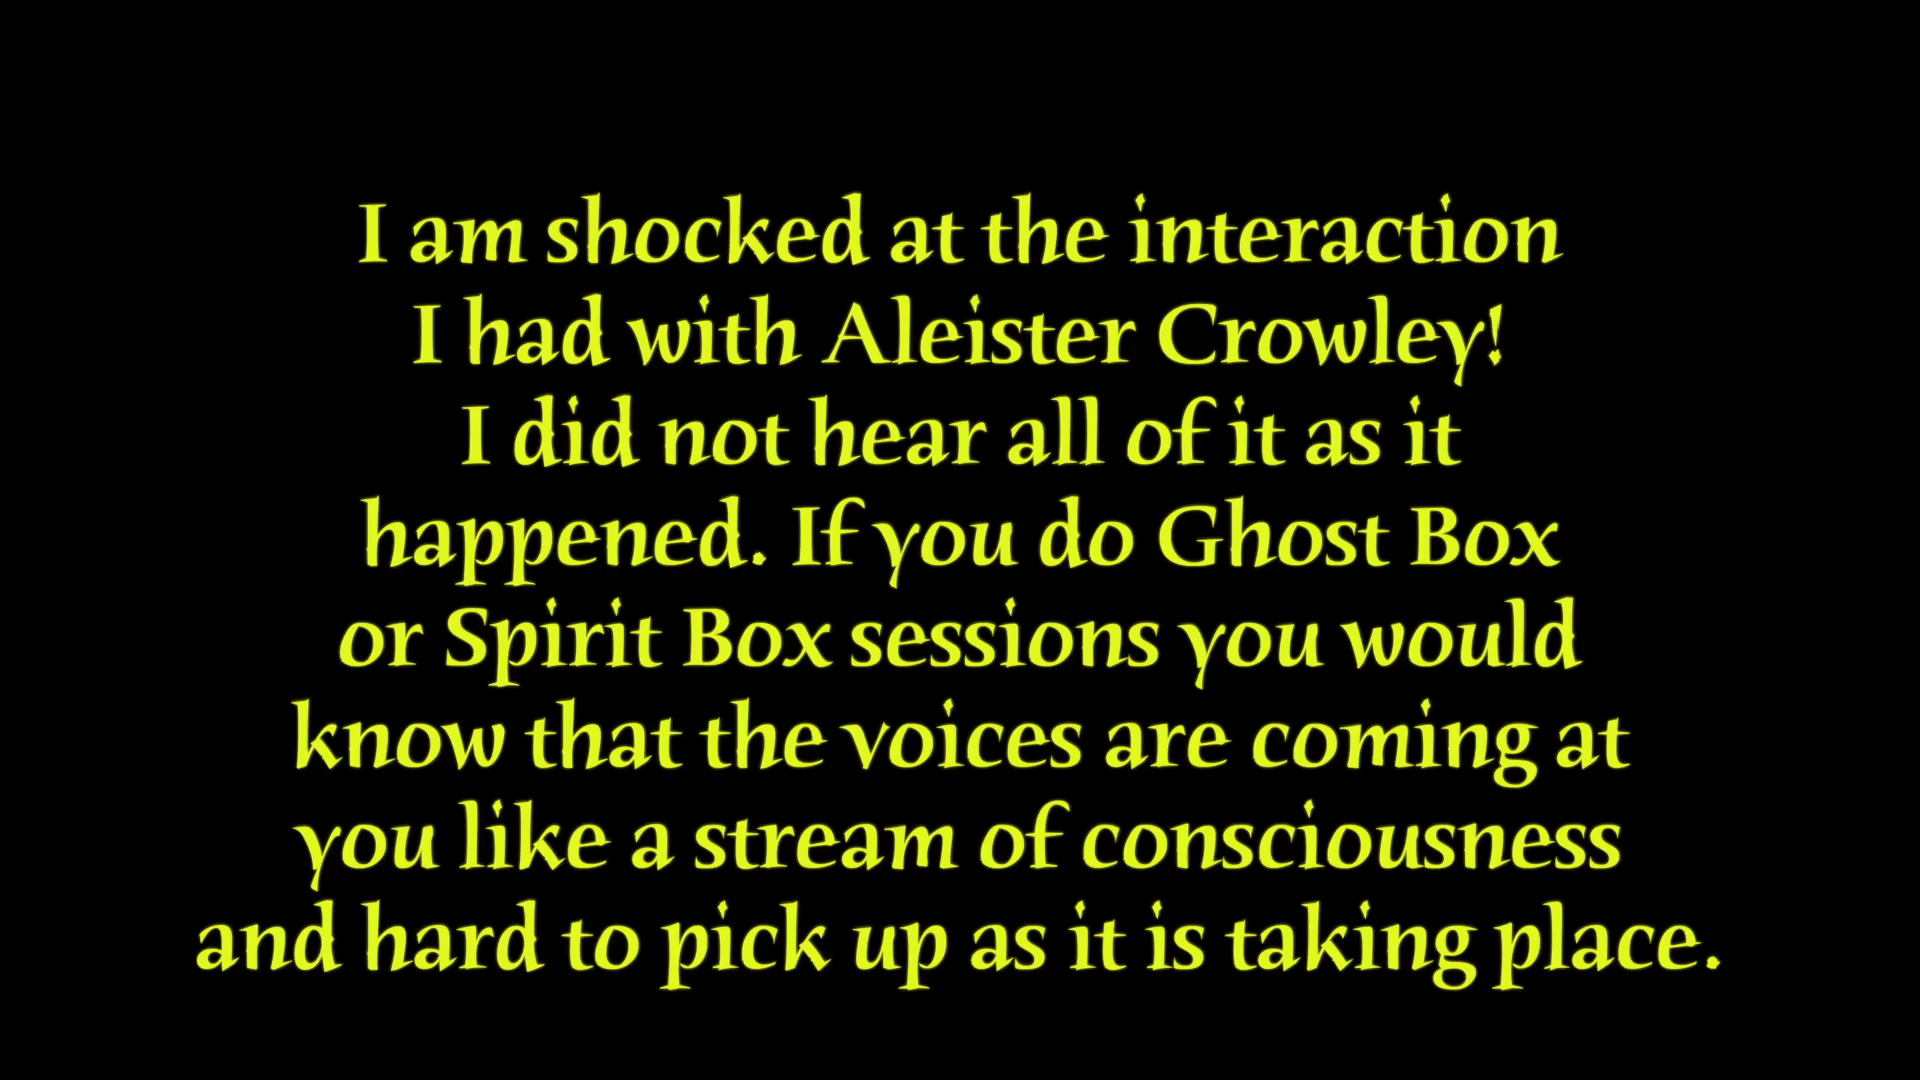 I am shocked at the interaction
I had with Aleister Crowley!
I did not hear all of it as it
happened. If you do Ghost Box
or Spirit Box sessions you would
know that the voices are coming at
you like a stream of consciousness
and hard to pick up as it is taking place.